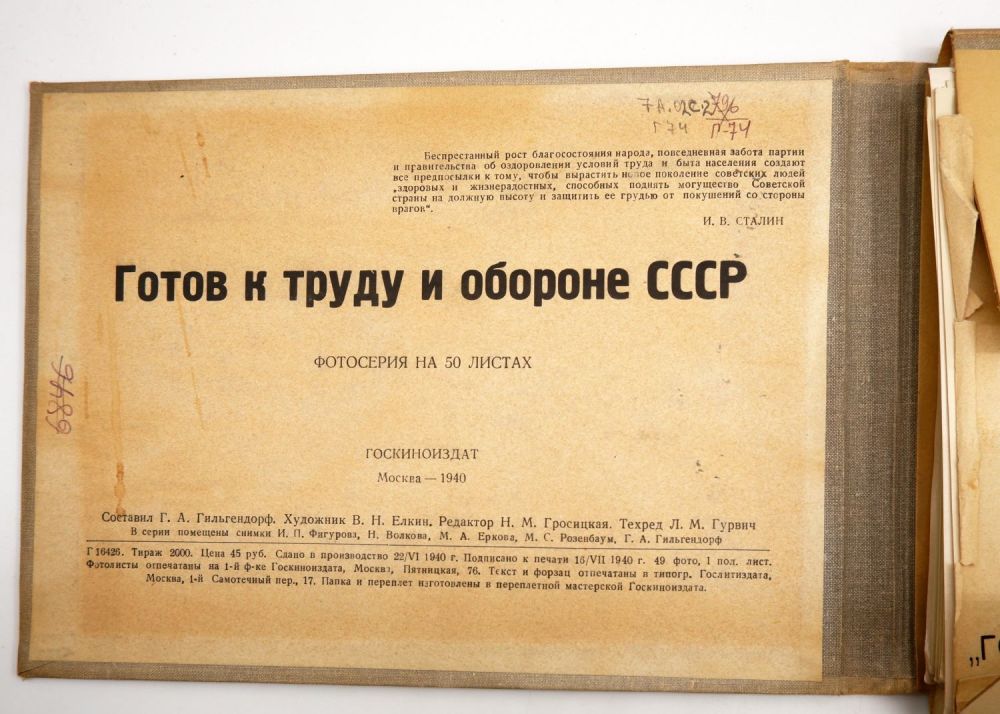 7А.072С.2 796
Г 74 П-74
Беспрестанный рост благосостояния народа, повседневная забота партии
и правительства об оздоровлении условий труда и быта населения создают
все предпосылки к тому, чтобы вырастить новое поколение советских людей
„здоровых и жизнерадостных, способных поднять могущество Советской
страны на должную высоту и защитить ее грудью от покушений со стороны
врагов“.
И. В. СТАЛИН
Готов к труду и обороне СССР
ФОТОСЕРИЯ НА 50 ЛИСТАХ
6846
ГОСКИНОИЗДАТ
Москва — 1940
Составил Г. А. Гильгендорф. Художник В. Н. Елкин. Редактор Н. М. Гросицкая. Техред Л. М. Гурвич
В серии помещены снимки И. П. Фигурова, Н. Волкова, М. А. Еркова, М. С. Розенбаум, Г. А. Гильгендорф
Г 16426. Тираж 2000. Цена 45 руб. Сдано в производство 22/VI 1940 г. Подписано к печати 16/VII 1940 г. 49 фото, 1 пол. лист.
Фотолисты отпечатаны на 1-й ф-ке Госкиноиздата, Москва, Пятницкая, 76. Текст и форзац отпечатаны в типогр. Гослитиздата,
Москва, 1-й Самотечный пер., 17. Папка и переплет изготовлены в переплетной мастерской Госкиноиздата.